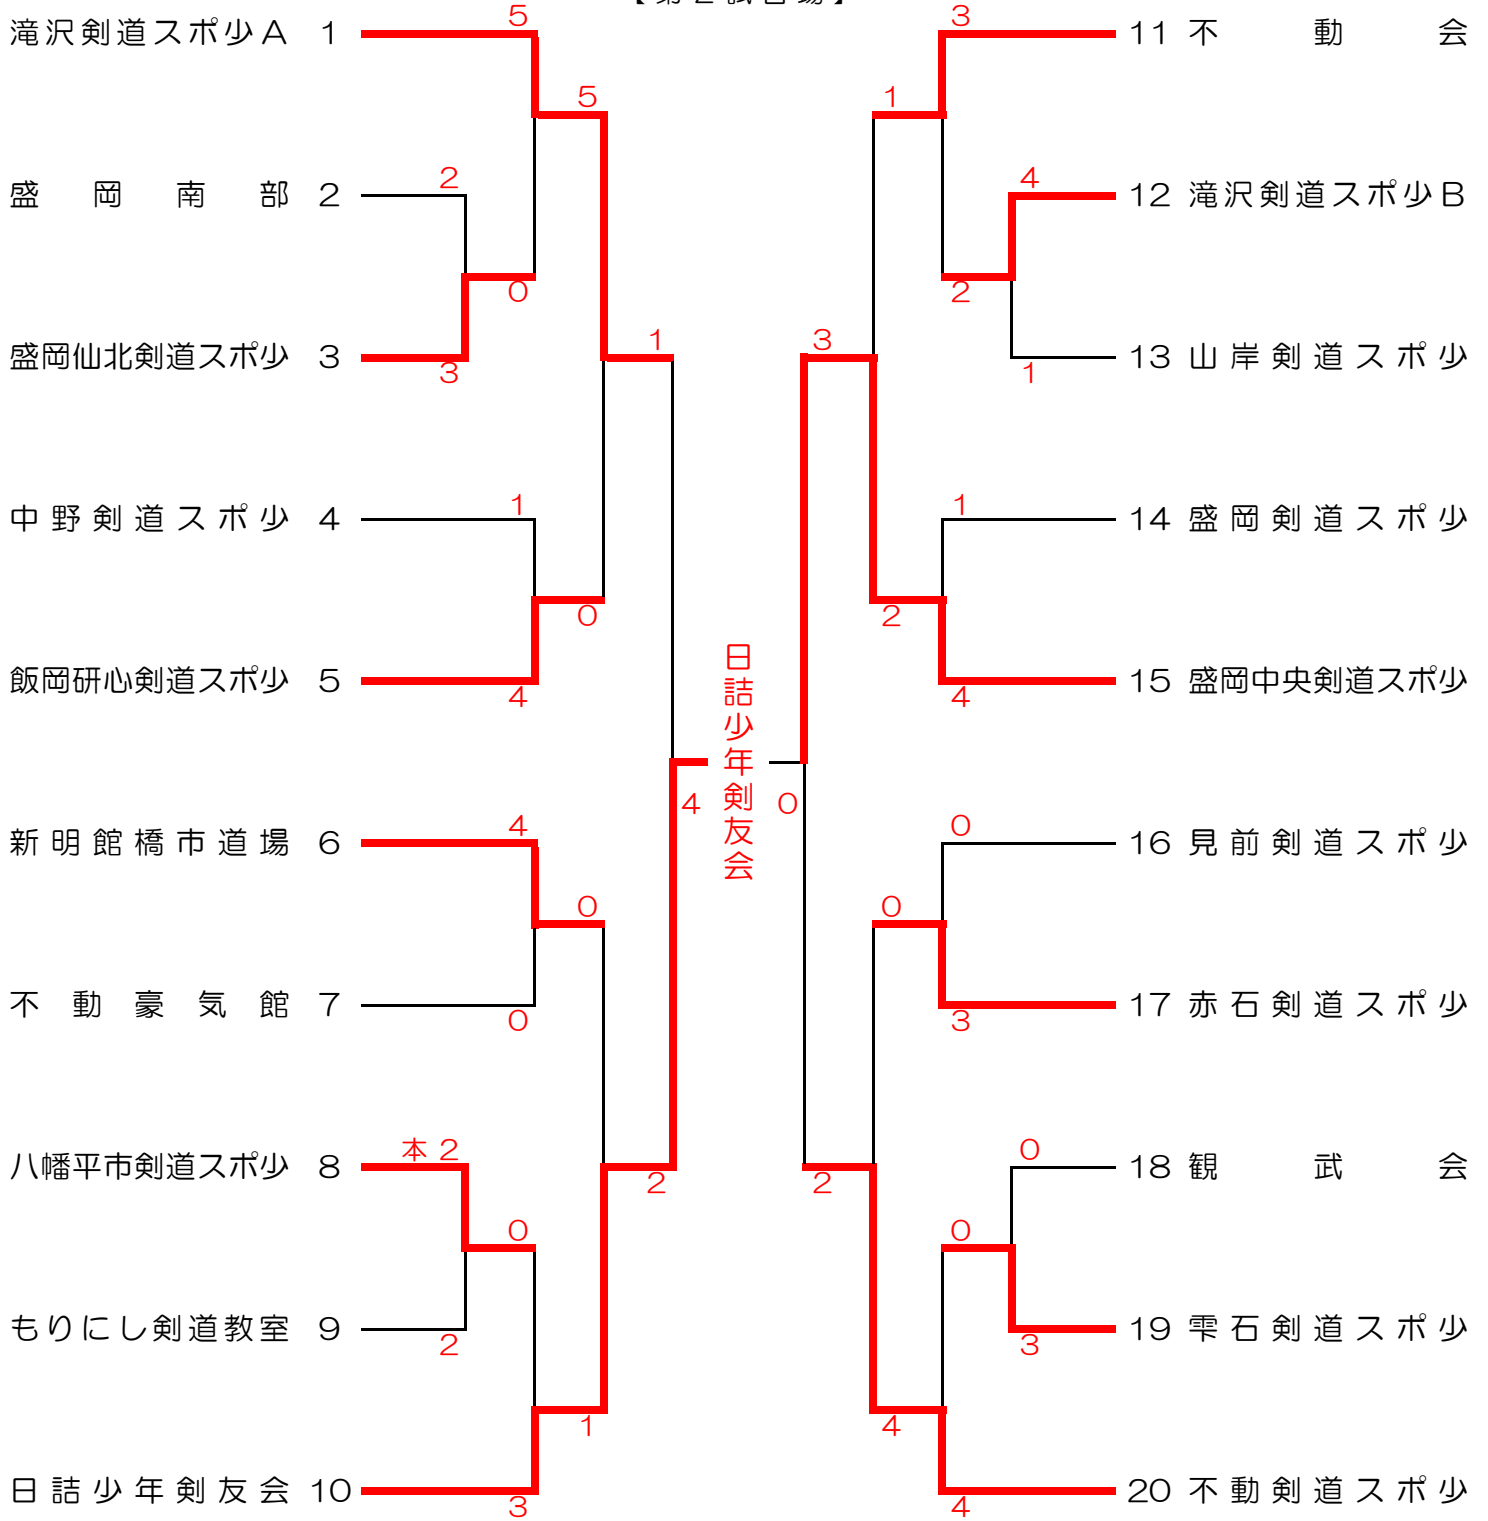 【第２試合場】
滝沢剣道スポ少Ａ 1
盛岡南部 2
盛岡仙北剣道スポ少 3
中野剣道スポ少 4
飯岡研心剣道スポ少 5
新明館橋市道場 6
不動豪気館 7
八幡平市剣道スポ少 8
もりにし剣道教室 9
日詰少年剣友会 10
5
2
3
1
4
4
0
本 2
2
3
5
0
0
0
0
1
1
2
4
日詰少年剣友会
0
3
2
1
2
0
4
2
0
3
4
1
1
4
0
3
0
3
4
11 不動会
12 滝沢剣道スポ少Ｂ
13 山岸剣道スポ少
14 盛岡剣道スポ少
15 盛岡中央剣道スポ少
16 見前剣道スポ少
17 赤石剣道スポ少
18 観武会
19 雫石剣道スポ少
20 不動剣道スポ少